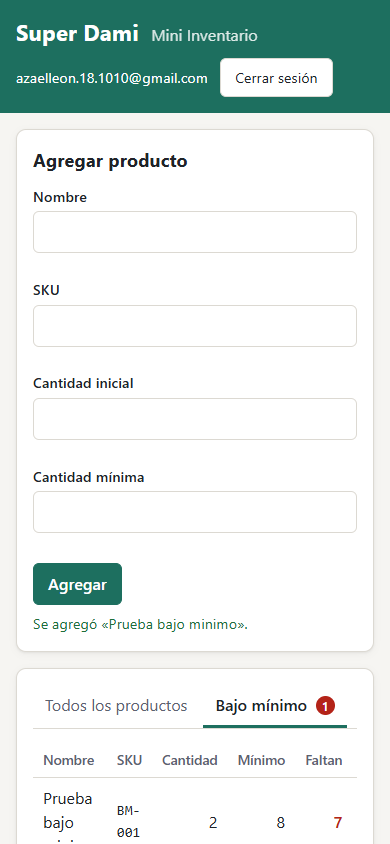 Super Dami Mini Inventario
azaelleon.18.1010@gmail.com Cerrar sesión
Agregar producto
Nombre
SKU
Cantidad inicial
Cantidad mínima
Agregar
Se agregó «Prueba bajo minimo».
Todos los productos Bajo mínimo 1
Nombre SKU Cantidad Mínimo Faltan
Prueba
bajo
BM-
001
2 8 7